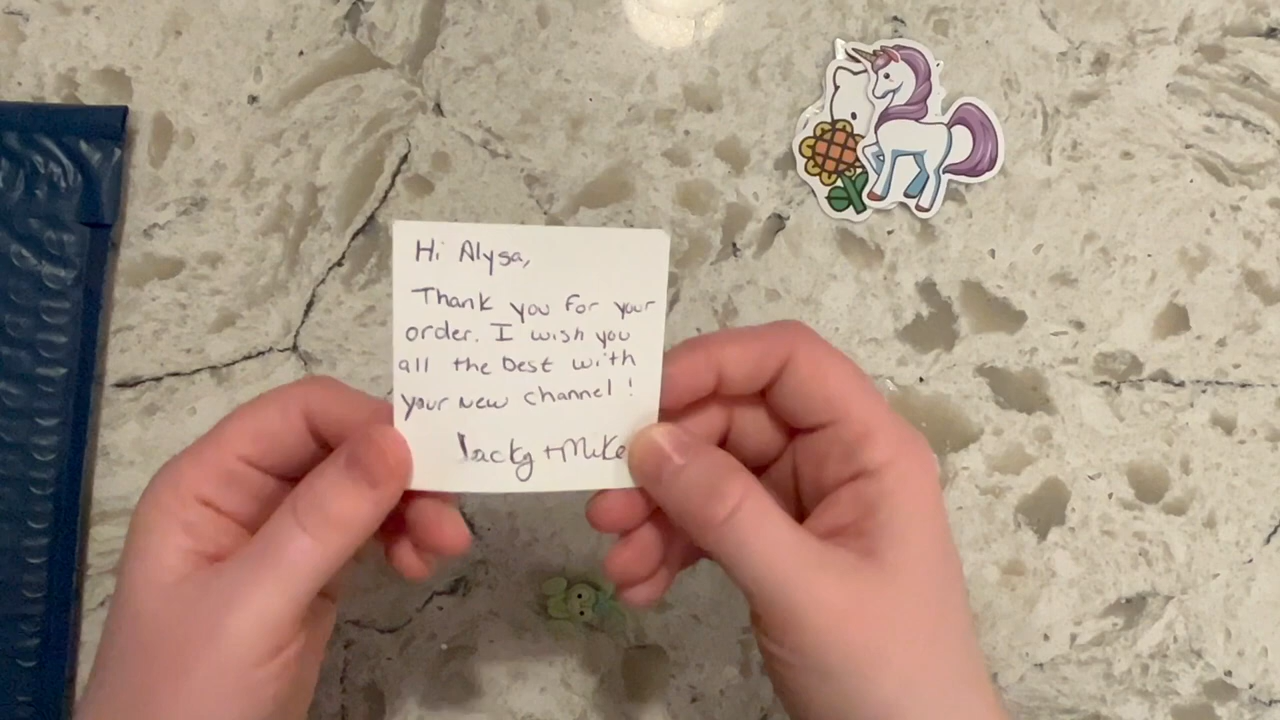 Hi Alysa,
Thank you for your
order. I wish you
all the best with
your new channel!
Jacky + Mike